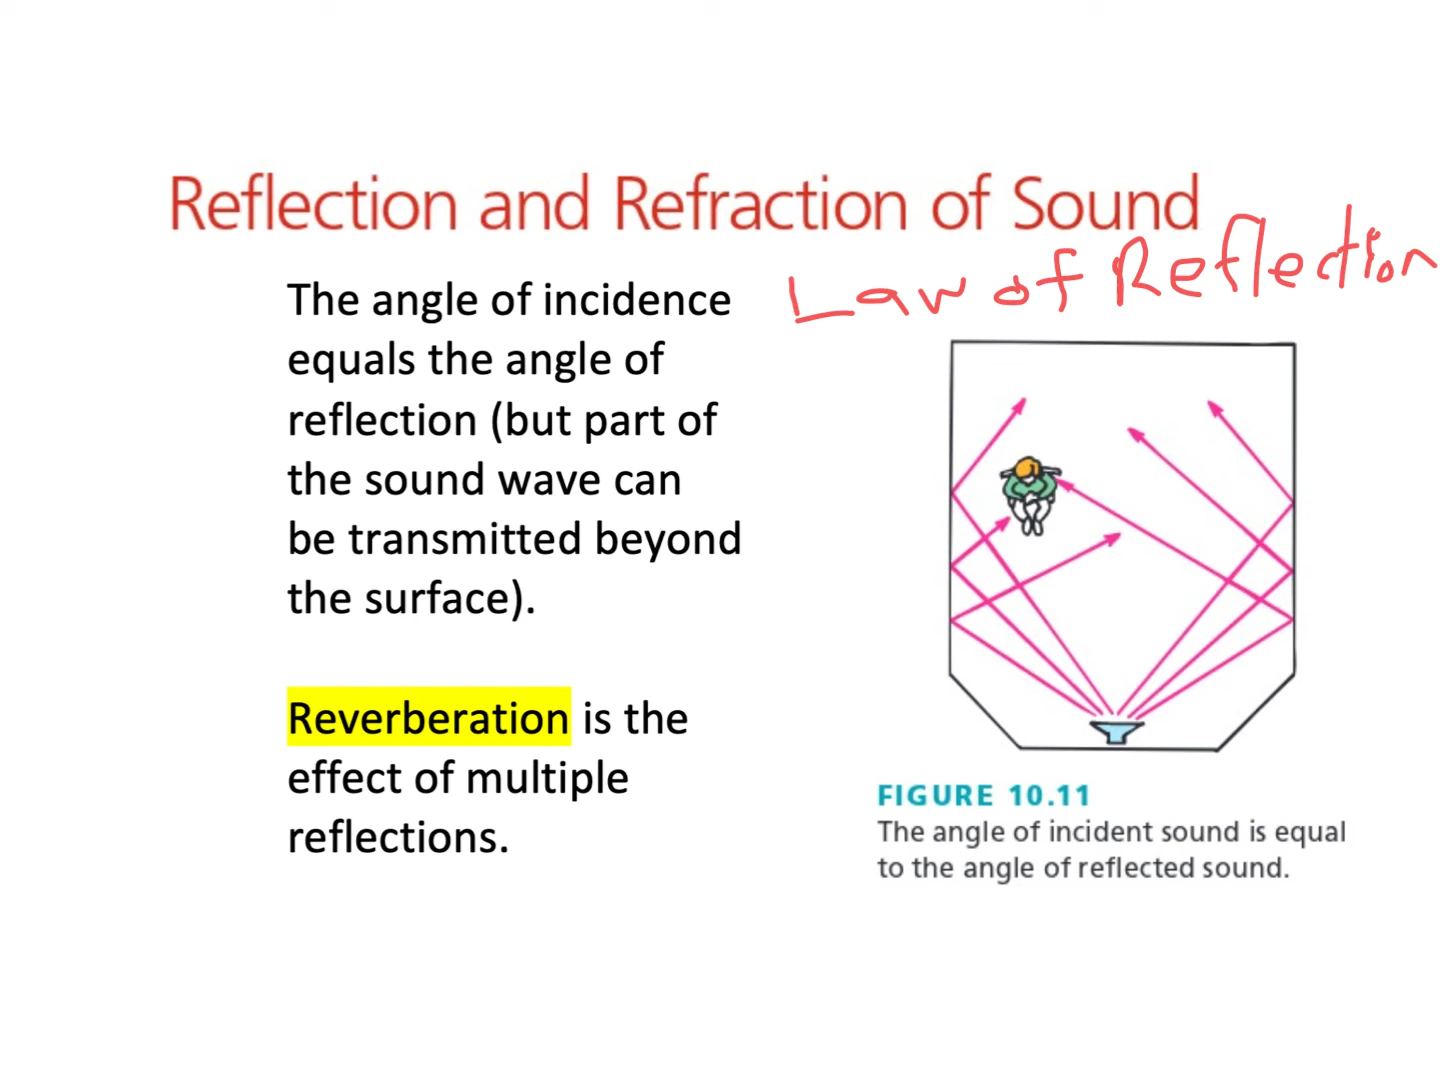 Reflection and Refraction of Sound
Law of Reflection
The angle of incidence
equals the angle of
reflection (but part of
the sound wave can
be transmitted beyond
the surface).
Reverberation is the
effect of multiple
reflections.
FIGURE 10.11
The angle of incident sound is equal
to the angle of reflected sound.